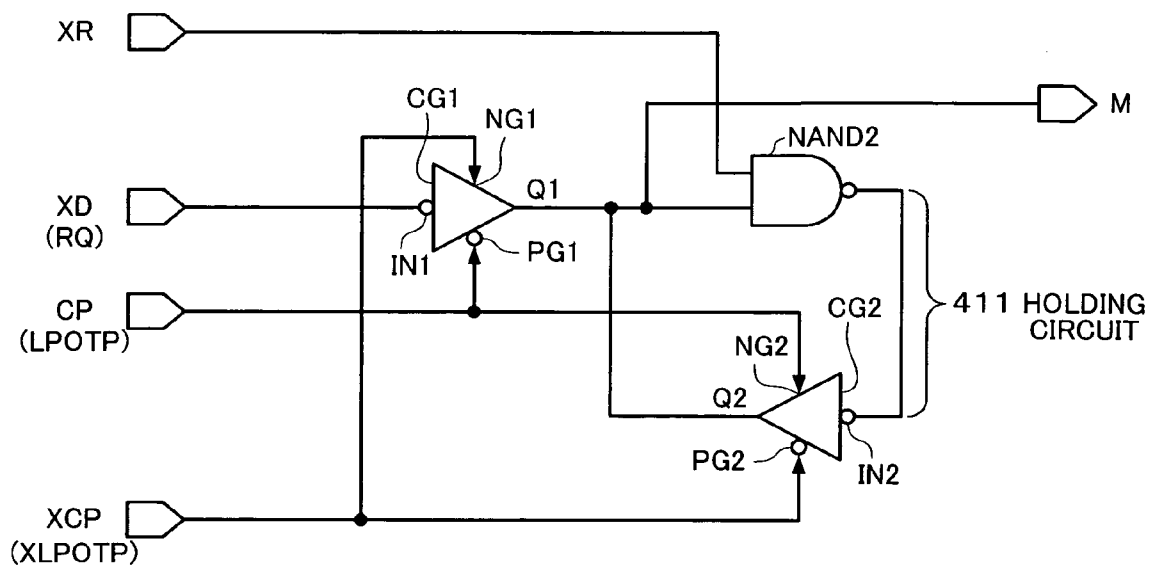 XR
M
CG1
NG1
NAND2
XD
(RQ)
Q1
IN1
PG1
CP
(LPOTP)
411 HOLDING
CIRCUIT
CG2
NG2
Q2
PG2
IN2
XCP
(XLPOTP)